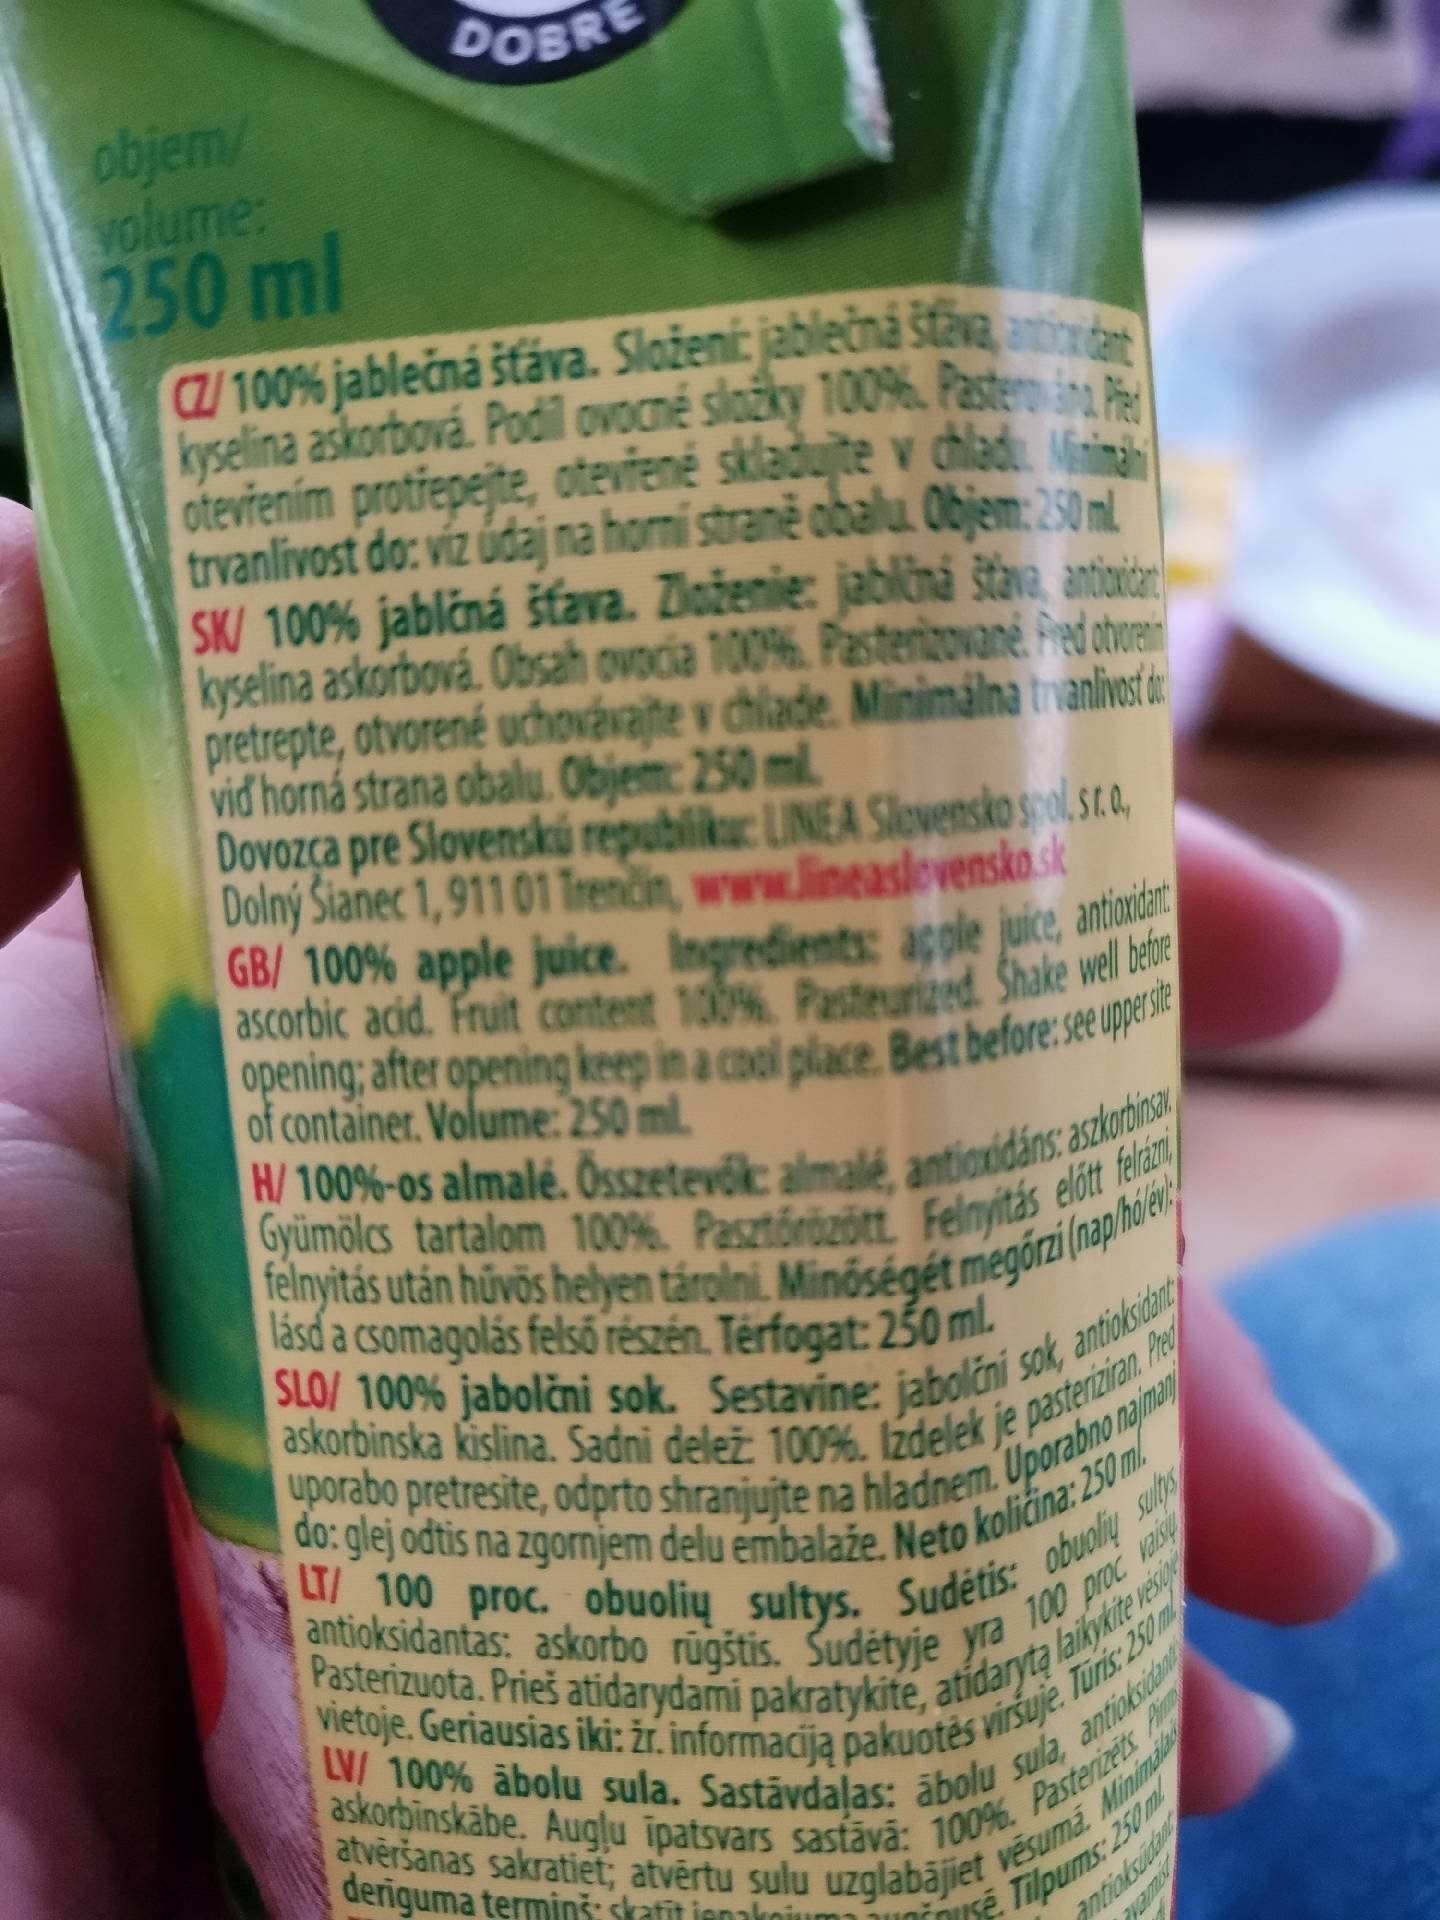 DOBRÉ
objem/
volume:
250 ml
CZ/ 100% jablečná šťáva. Složení: jablečná šťáva, antioxidant:
kyselina askorbová. Podíl ovocné složky 100%. Pasterováno. Před
otevřením protřepejte, otevřené skladujte v chladu. Minimální
trvanlivost do: viz údaj na horní straně obalu. Objem: 250 ml.
SK/ 100% jablčná šťava. Zloženie: jablčná šťava, antioxidant:
kyselina askorbová. Obsah ovocia 100%. Pasterizované. Pred otvorením
pretrepte, otvorené uchovávajte v chlade. Minimálna trvanlivosť do:
viď horná strana obalu. Objem: 250 ml.
Dovozca pre Slovenskú republiku: LINEA Slovensko spol. s r. o.,
Dolný Šianec 1, 911 01 Trenčín, www.lineaslovensko.sk
GB/ 100% apple juice. Ingredients: apple juice, antioxidant:
ascorbic acid. Fruit content 100%. Pasteurized. Shake well before
opening; after opening keep in a cool place. Best before: see upper site
of container. Volume: 250 ml.
H/ 100%-os almalé. Összetevők: almalé, antioxidáns: aszkorbinsav.
Gyümölcs tartalom 100%. Pasztőrözött. Felnyitás előtt felrázni,
felnyitás után hűvös helyen tárolni. Minőségét megőrzi (nap/hó/év):
lásd a csomagolás felső részén. Térfogat: 250 ml.
SLO/ 100% jabolčni sok. Sestavine: jabolčni sok, antioksidant:
askorbinska kislina. Sadni delež: 100%. Izdelek je pasteriziran. Pred
uporabo pretresite, odprto shranjujte na hladnem. Uporabno najmanj
do: glej odtis na zgornjem delu embalaže. Neto količina: 250 ml.
LT/ 100 proc. obuolių sultys. Sudėtis: obuolių sultys,
antioksidantas: askorbo rūgštis. Sudėtyje yra 100 proc. vaisių.
Pasterizuota. Prieš atidarydami pakratykite, atidarytą laikykite vėsioje
vietoje. Geriausias iki: žr. informaciją pakuotės viršuje. Tūris: 250 ml.
LV/ 100% ābolu sula. Sastāvdaļas: ābolu sula, antioksidants:
askorbīnskābe. Augļu īpatsvars sastāvā: 100%. Pasterizēts. Pirms
atvēršanas sakratiet; atvērtu sulu uzglabājiet vēsumā. Minimālais
derīguma termiņš: skatīt Tilpums: 250 ml.
antioksüdant: